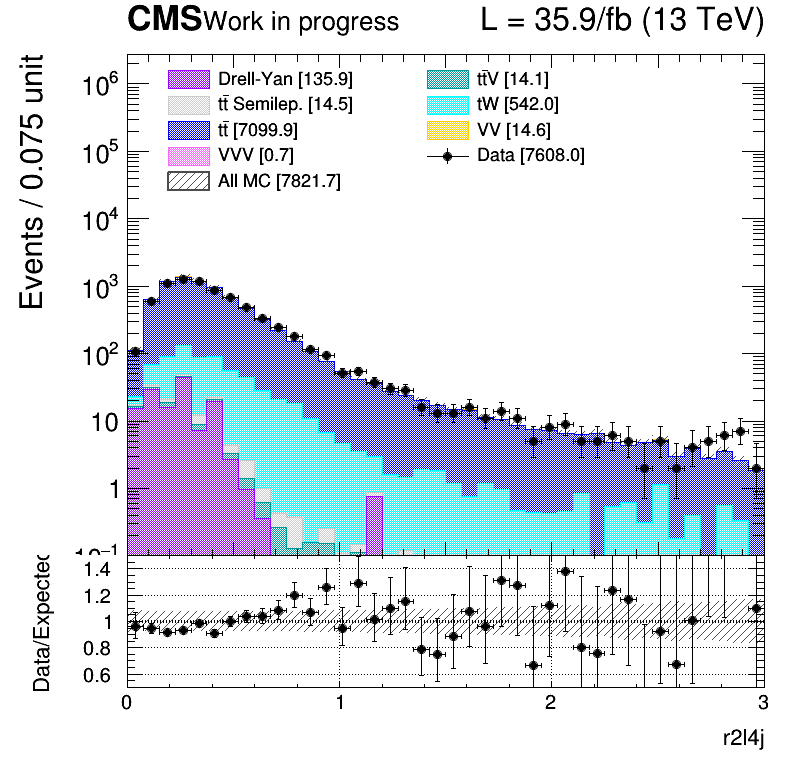 CMS Work in progress L = 35.9/fb (13 TeV)
Events / 0.075 unit
Drell-Yan [135.9]
tt̄ Semilep. [14.5]
tt̄ [7099.9]
VVV [0.7]
All MC [7821.7]
tt̄V [14.1]
tW [542.0]
VV [14.6]
Data [7608.0]
10⁶
10⁵
10⁴
10³
10²
10
1
10⁻¹
Data/Expected
1.4
1.2
1
0.8
0.6
0 1 2 3
r2l4j